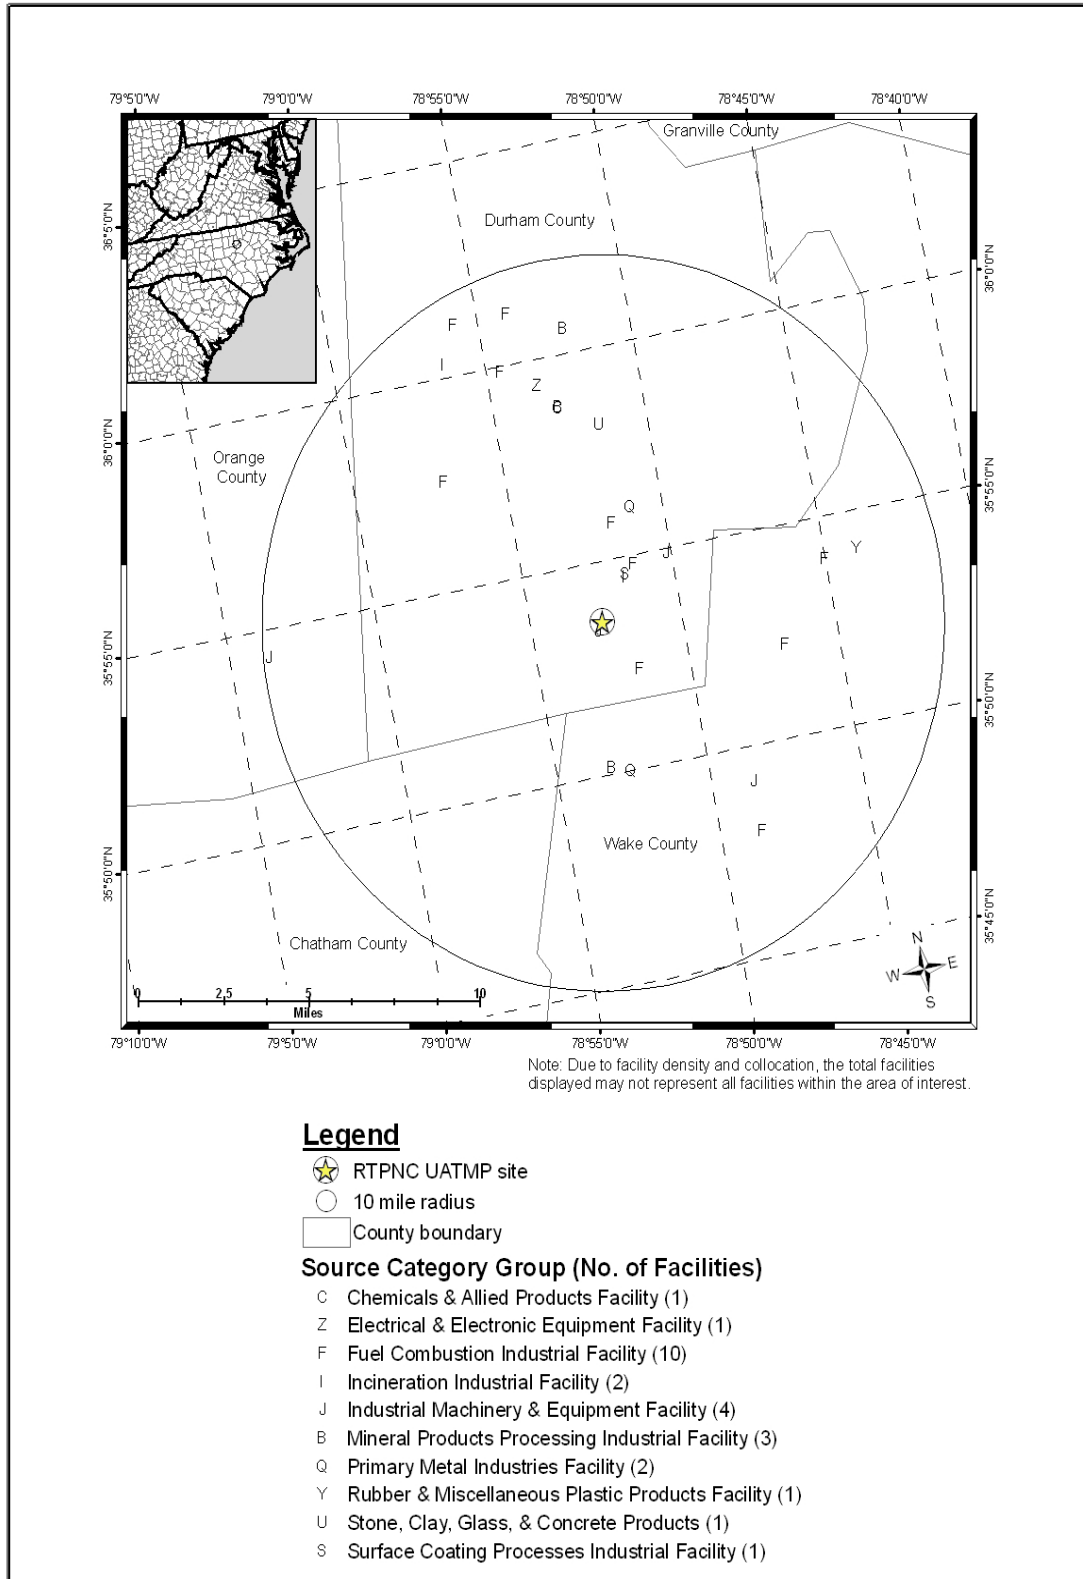 79°5'0"W 79°0'0"W 78°55'0"W 78°50'0"W 78°45'0"W 78°40'0"W
Granville County
Durham County
36°5'0"N
36°0'0"N
F F B
I F Z
B
C
U
36°0'0"N
Orange
County
F
35°55'0"N
Q
F
F J
S
I
F Y
J
F
F
J
35°55'0"N
35°50'0"N
B Q
J
F
Wake County
35°50'0"N
35°45'0"N
Chatham County
N
W E
S
0 2.5 5 10
Miles
79°10'0"W 79°5'0"W 79°0'0"W 78°55'0"W 78°50'0"W 78°45'0"W
Note: Due to facility density and collocation, the total facilities
displayed may not represent all facilities within the area of interest.
Legend
RTPNC UATMP site
10 mile radius
County boundary
Source Category Group (No. of Facilities)
C Chemicals & Allied Products Facility (1)
Z Electrical & Electronic Equipment Facility (1)
F Fuel Combustion Industrial Facility (10)
I Incineration Industrial Facility (2)
J Industrial Machinery & Equipment Facility (4)
B Mineral Products Processing Industrial Facility (3)
Q Primary Metal Industries Facility (2)
Y Rubber & Miscellaneous Plastic Products Facility (1)
U Stone, Clay, Glass, & Concrete Products (1)
S Surface Coating Processes Industrial Facility (1)